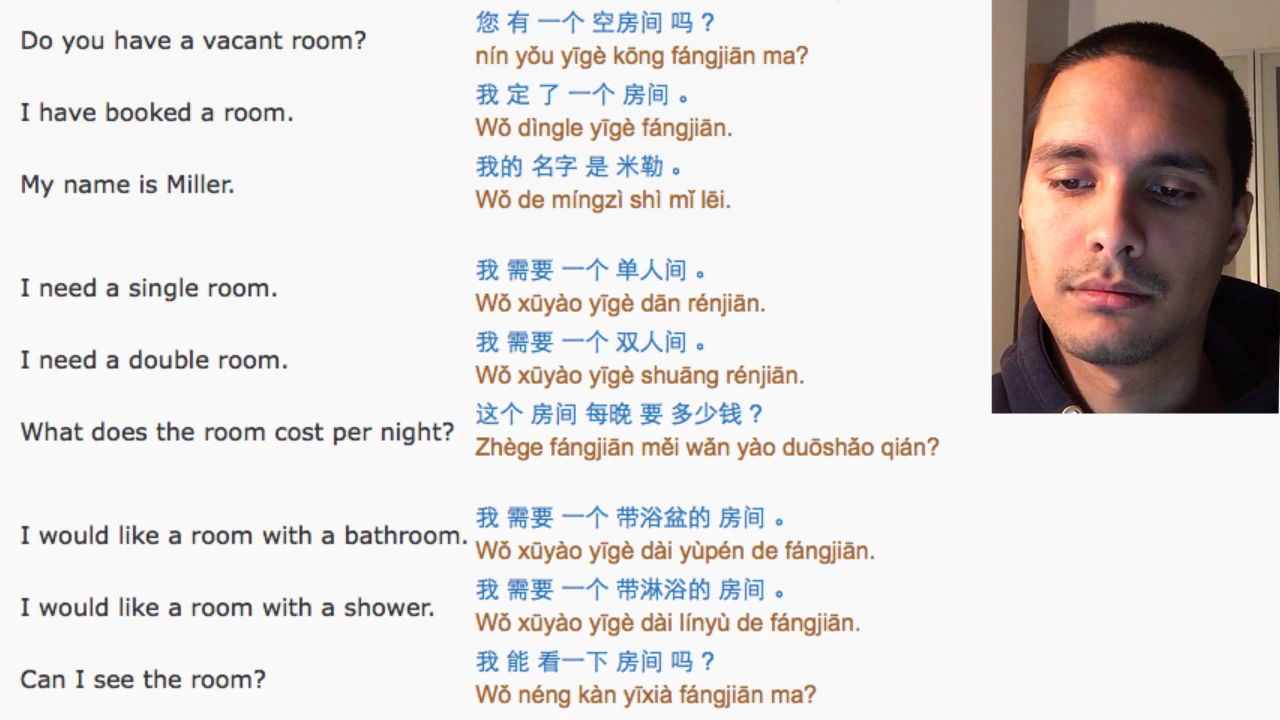 Do you have a vacant room?
您 有 一个 空房间 吗 ?
nín yǒu yīgè kōng fángjiān ma?
I have booked a room.
我 定 了 一个 房间 。
Wǒ dìngle yīgè fángjiān.
My name is Miller.
我的 名字 是 米勒 。
Wǒ de míngzì shì mǐ lēi.
I need a single room.
我 需要 一个 单人间 。
Wǒ xūyào yīgè dān rénjiān.
I need a double room.
我 需要 一个 双人间 。
Wǒ xūyào yīgè shuāng rénjiān.
What does the room cost per night?
这个 房间 每晚 要 多少钱 ?
Zhège fángjiān měi wǎn yào duōshǎo qián?
I would like a room with a bathroom.
我 需要 一个 带浴盆的 房间 。
Wǒ xūyào yīgè dài yùpén de fángjiān.
I would like a room with a shower.
我 需要 一个 带淋浴的 房间 。
Wǒ xūyào yīgè dài línyù de fángjiān.
Can I see the room?
我 能 看一下 房间 吗 ?
Wǒ néng kàn yīxià fángjiān ma?